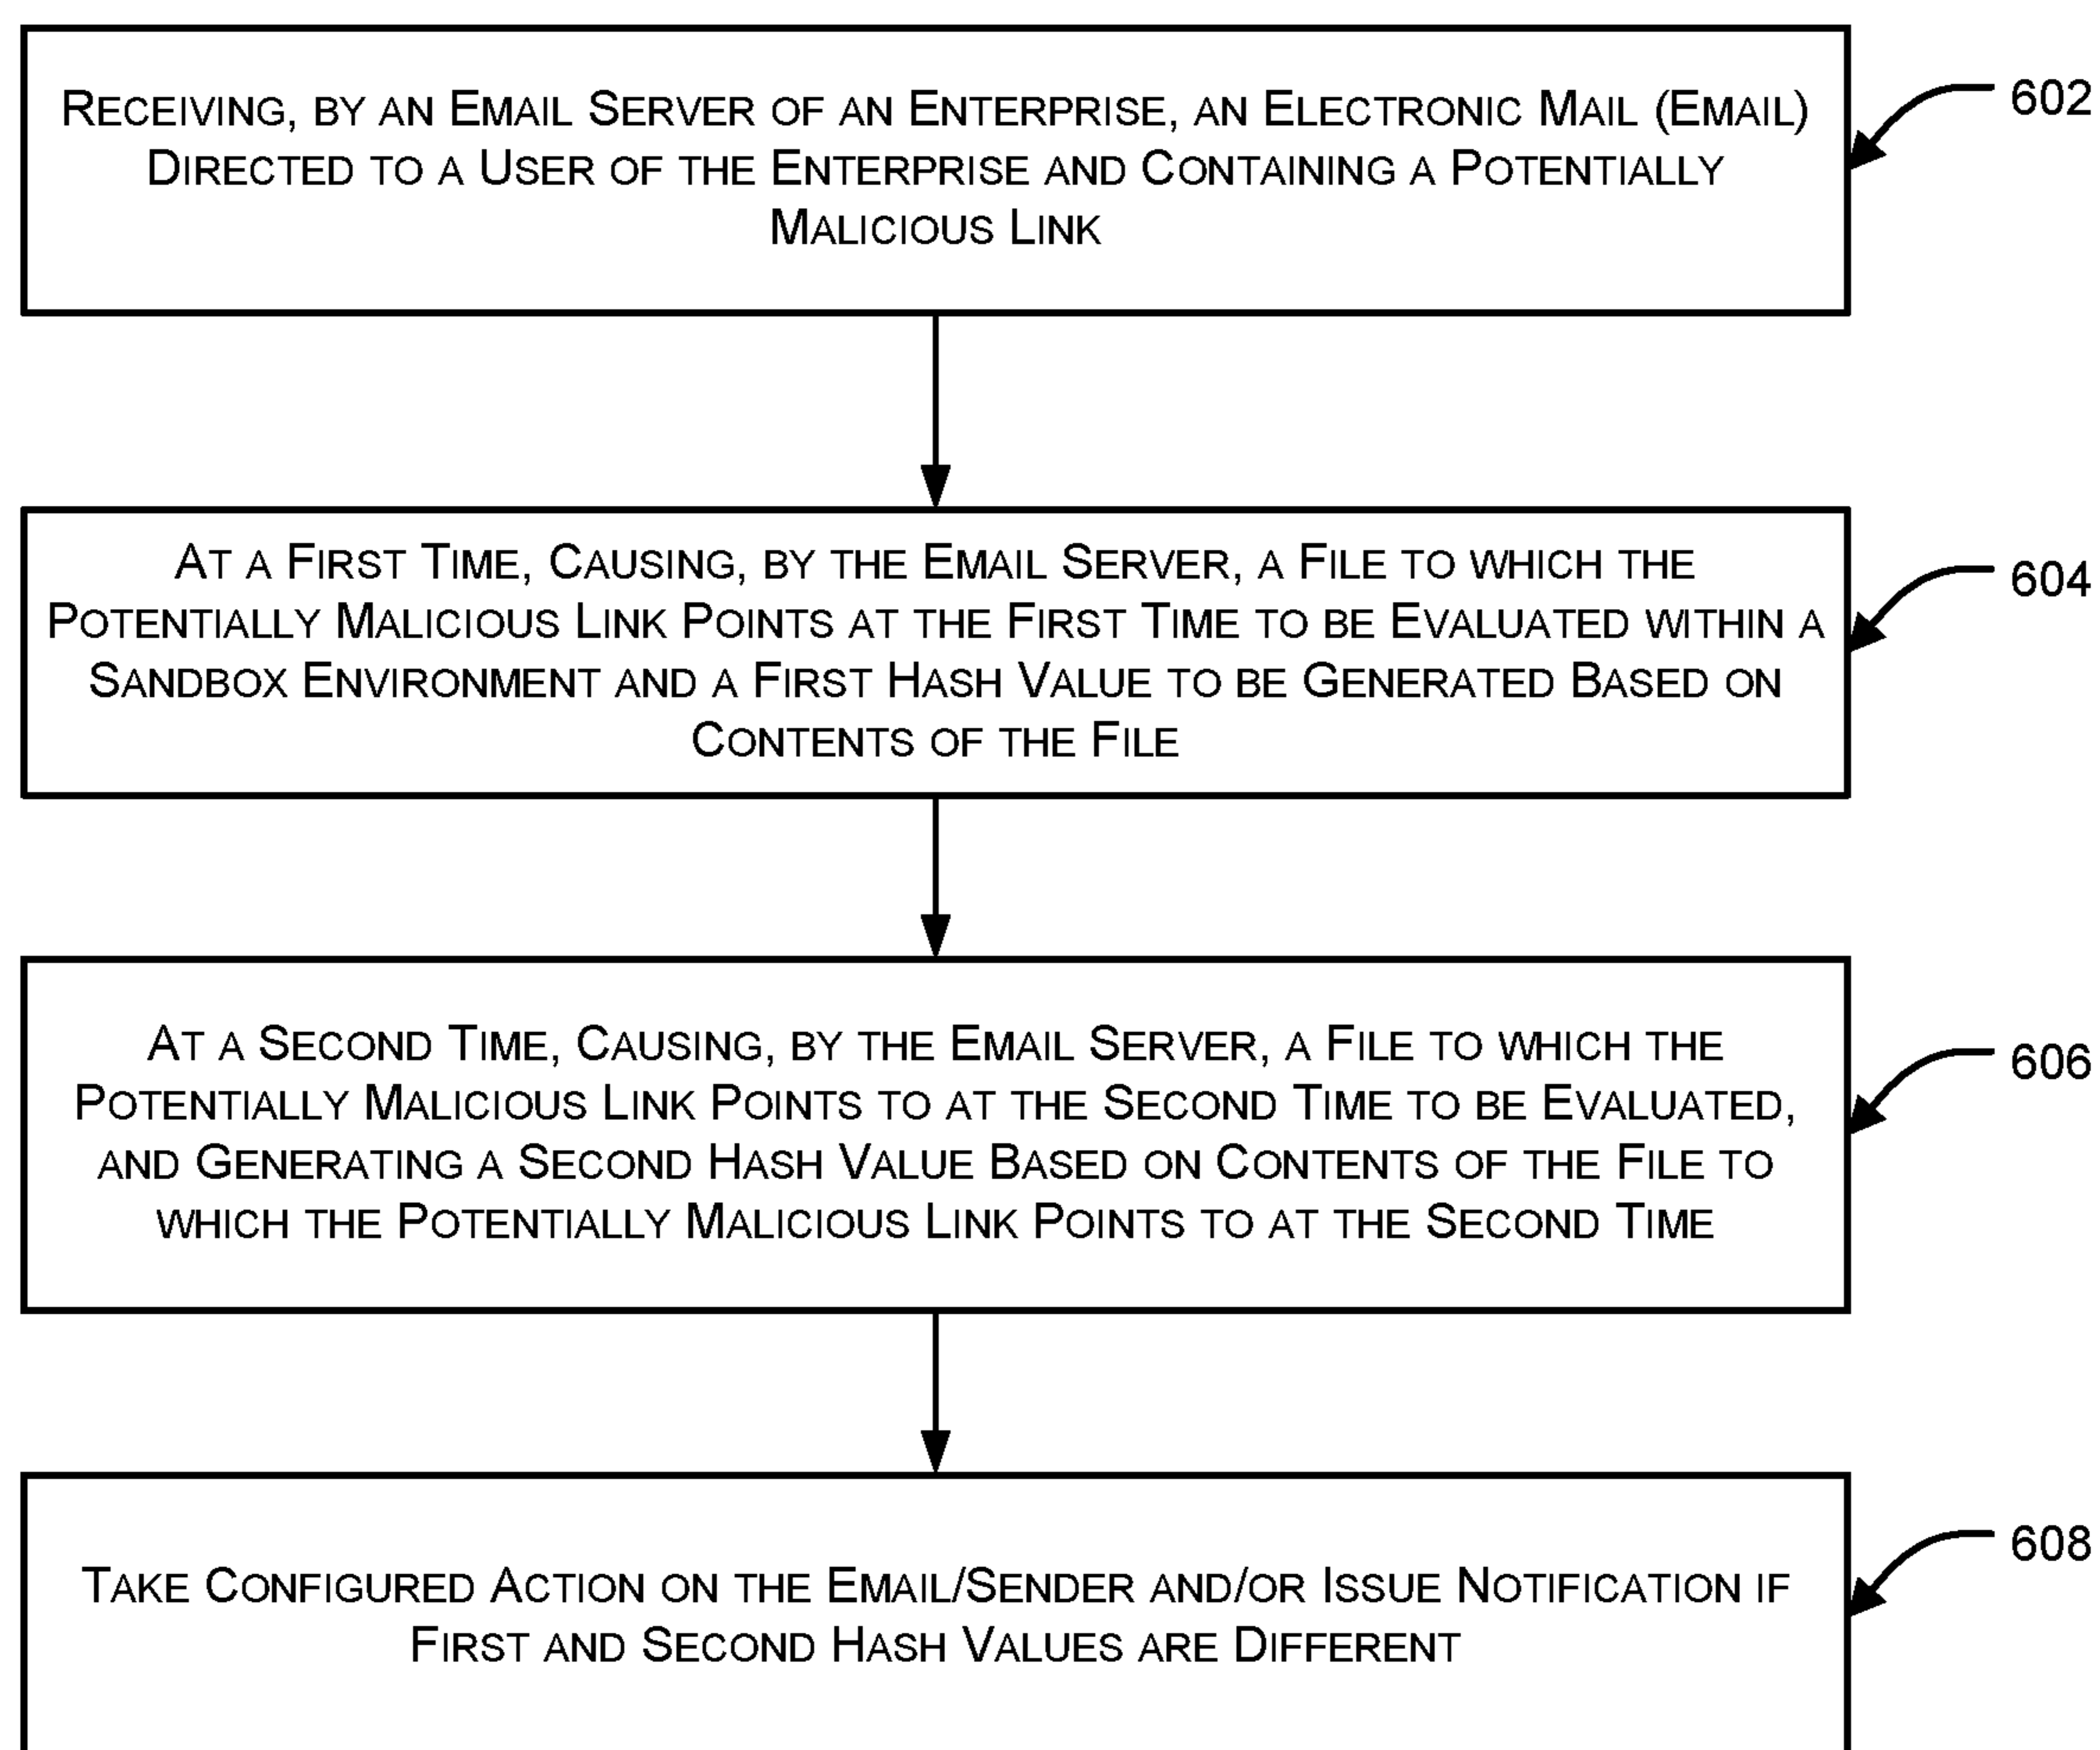 RECEIVING, BY AN EMAIL SERVER OF AN ENTERPRISE, AN ELECTRONIC MAIL (EMAIL)
DIRECTED TO A USER OF THE ENTERPRISE AND CONTAINING A POTENTIALLY
MALICIOUS LINK
602
AT A FIRST TIME, CAUSING, BY THE EMAIL SERVER, A FILE TO WHICH THE
POTENTIALLY MALICIOUS LINK POINTS AT THE FIRST TIME TO BE EVALUATED WITHIN A
SANDBOX ENVIRONMENT AND A FIRST HASH VALUE TO BE GENERATED BASED ON
CONTENTS OF THE FILE
604
AT A SECOND TIME, CAUSING, BY THE EMAIL SERVER, A FILE TO WHICH THE
POTENTIALLY MALICIOUS LINK POINTS TO AT THE SECOND TIME TO BE EVALUATED,
AND GENERATING A SECOND HASH VALUE BASED ON CONTENTS OF THE FILE TO
WHICH THE POTENTIALLY MALICIOUS LINK POINTS TO AT THE SECOND TIME
606
TAKE CONFIGURED ACTION ON THE EMAIL/SENDER AND/OR ISSUE NOTIFICATION IF
FIRST AND SECOND HASH VALUES ARE DIFFERENT
608